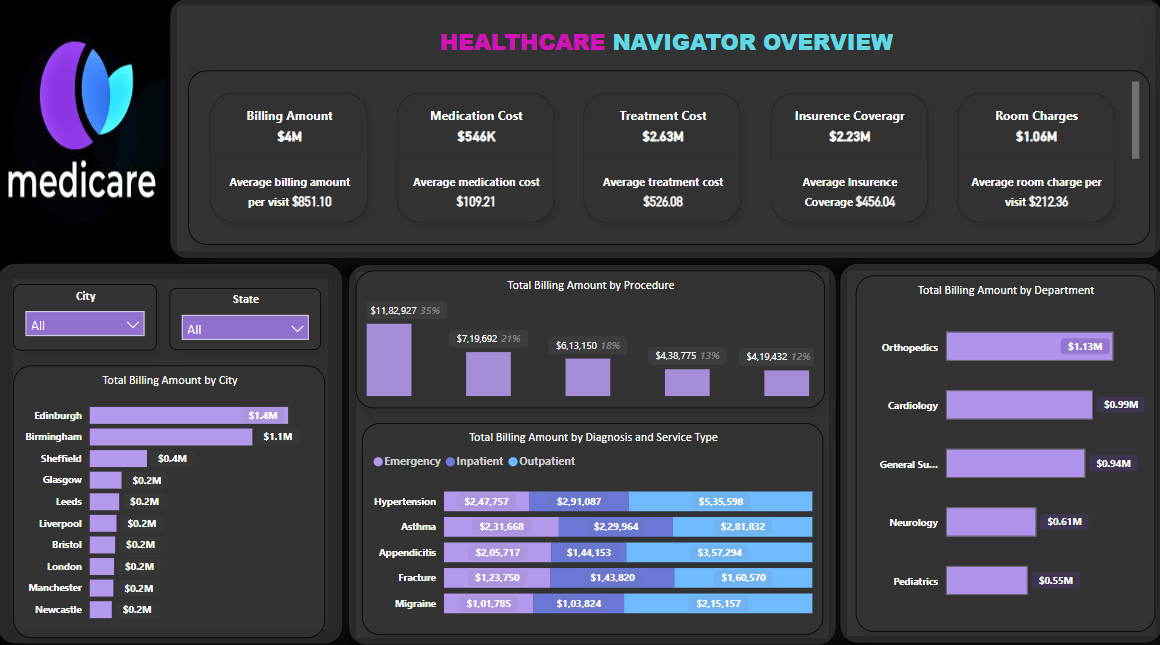 medicare
HEALTHCARE NAVIGATOR OVERVIEW
Billing Amount
$4M
Average billing amount
per visit $851.10
Medication Cost
$546K
Average medication cost
$109.21
Treatment Cost
$2.63M
Average treatment cost
$526.08
Insurence Coveragr
$2.23M
Average Insurence
Coverage $456.04
Room Charges
$1.06M
Average room charge per
visit $212.36
City
All
State
All
Total Billing Amount by City
Edinburgh $1.4M
Birmingham $1.1M
Sheffield $0.4M
Glasgow $0.2M
Leeds $0.2M
Liverpool $0.2M
Bristol $0.2M
London $0.2M
Manchester $0.2M
Newcastle $0.2M
Total Billing Amount by Procedure
$11,82,927 35%
$7,19,692 21%
$6,13,150 18%
$4,38,775 13%
$4,19,432 12%
Total Billing Amount by Diagnosis and Service Type
Emergency Inpatient Outpatient
Hypertension $2,47,757 $2,91,087 $5,35,598
Asthma $2,31,668 $2,29,964 $2,81,832
Appendicitis $2,05,717 $1,44,153 $3,57,294
Fracture $1,23,750 $1,43,820 $1,60,570
Migraine $1,01,785 $1,03,824 $2,15,157
Total Billing Amount by Department
Orthopedics $1.13M
Cardiology $0.99M
General Su... $0.94M
Neurology $0.61M
Pediatrics $0.55M